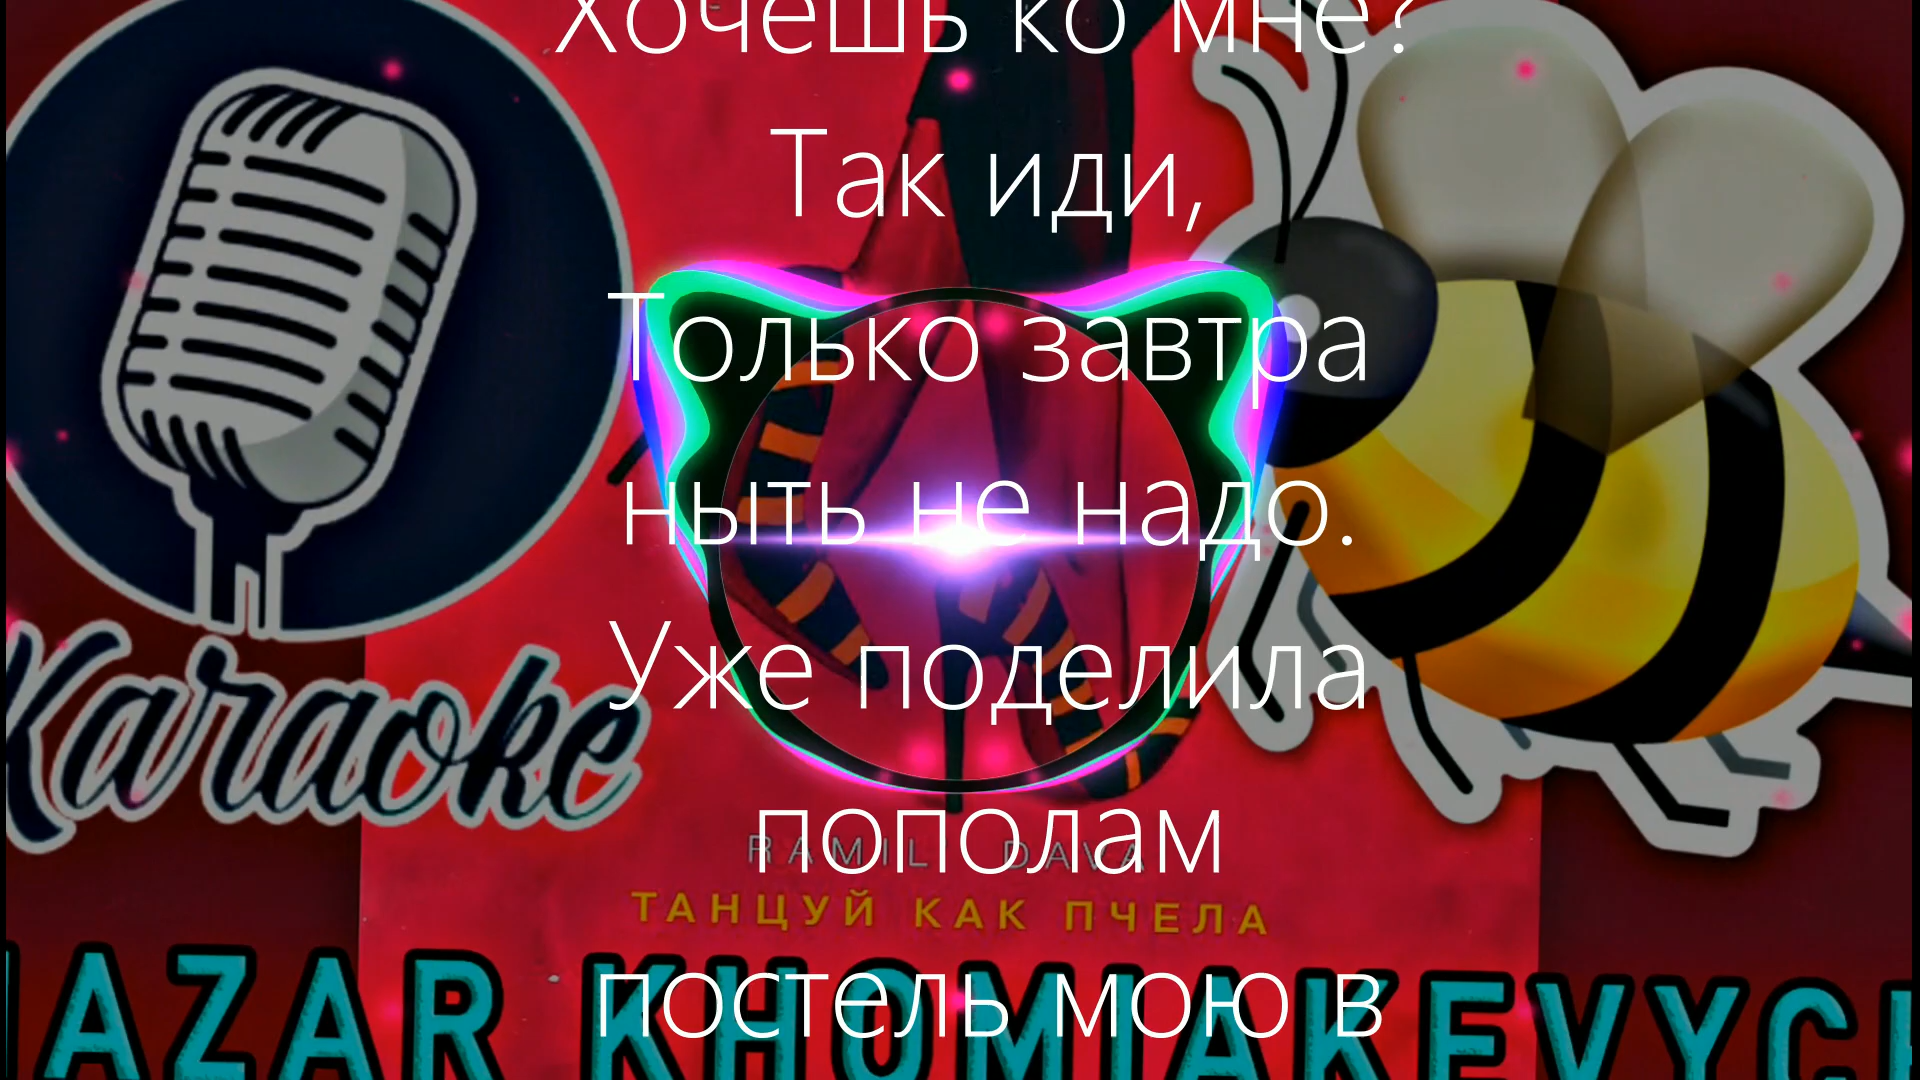 Хочешь ко мне?
Так иди,
Только завтра
ныть не надо.
Уже поделила
пополам
постель мою в
Karaoke
RAMIL DAVA
ТАНЦУЙ КАК ПЧЕЛА
AZAR KHOMIAKEVYC